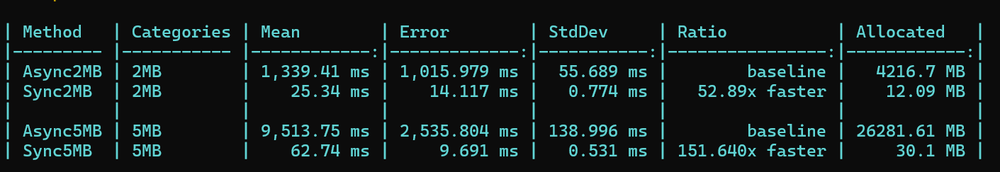 | Method    | Categories | Mean        | Error        | StdDev     | Ratio           | Allocated   |
|--------- |----------- |------------:|-------------:|-----------:|----------------:|------------:|
| Async2MB | 2MB        | 1,339.41 ms | 1,015.979 ms |  55.689 ms |        baseline |   4216.7 MB |
| Sync2MB  | 2MB        |    25.34 ms |    14.117 ms |   0.774 ms |   52.89x faster |    12.09 MB |
|          |            |             |              |            |                 |             |
| Async5MB | 5MB        | 9,513.75 ms | 2,535.804 ms | 138.996 ms |        baseline | 26281.61 MB |
| Sync5MB  | 5MB        |    62.74 ms |     9.691 ms |   0.531 ms | 151.640x faster |     30.1 MB |